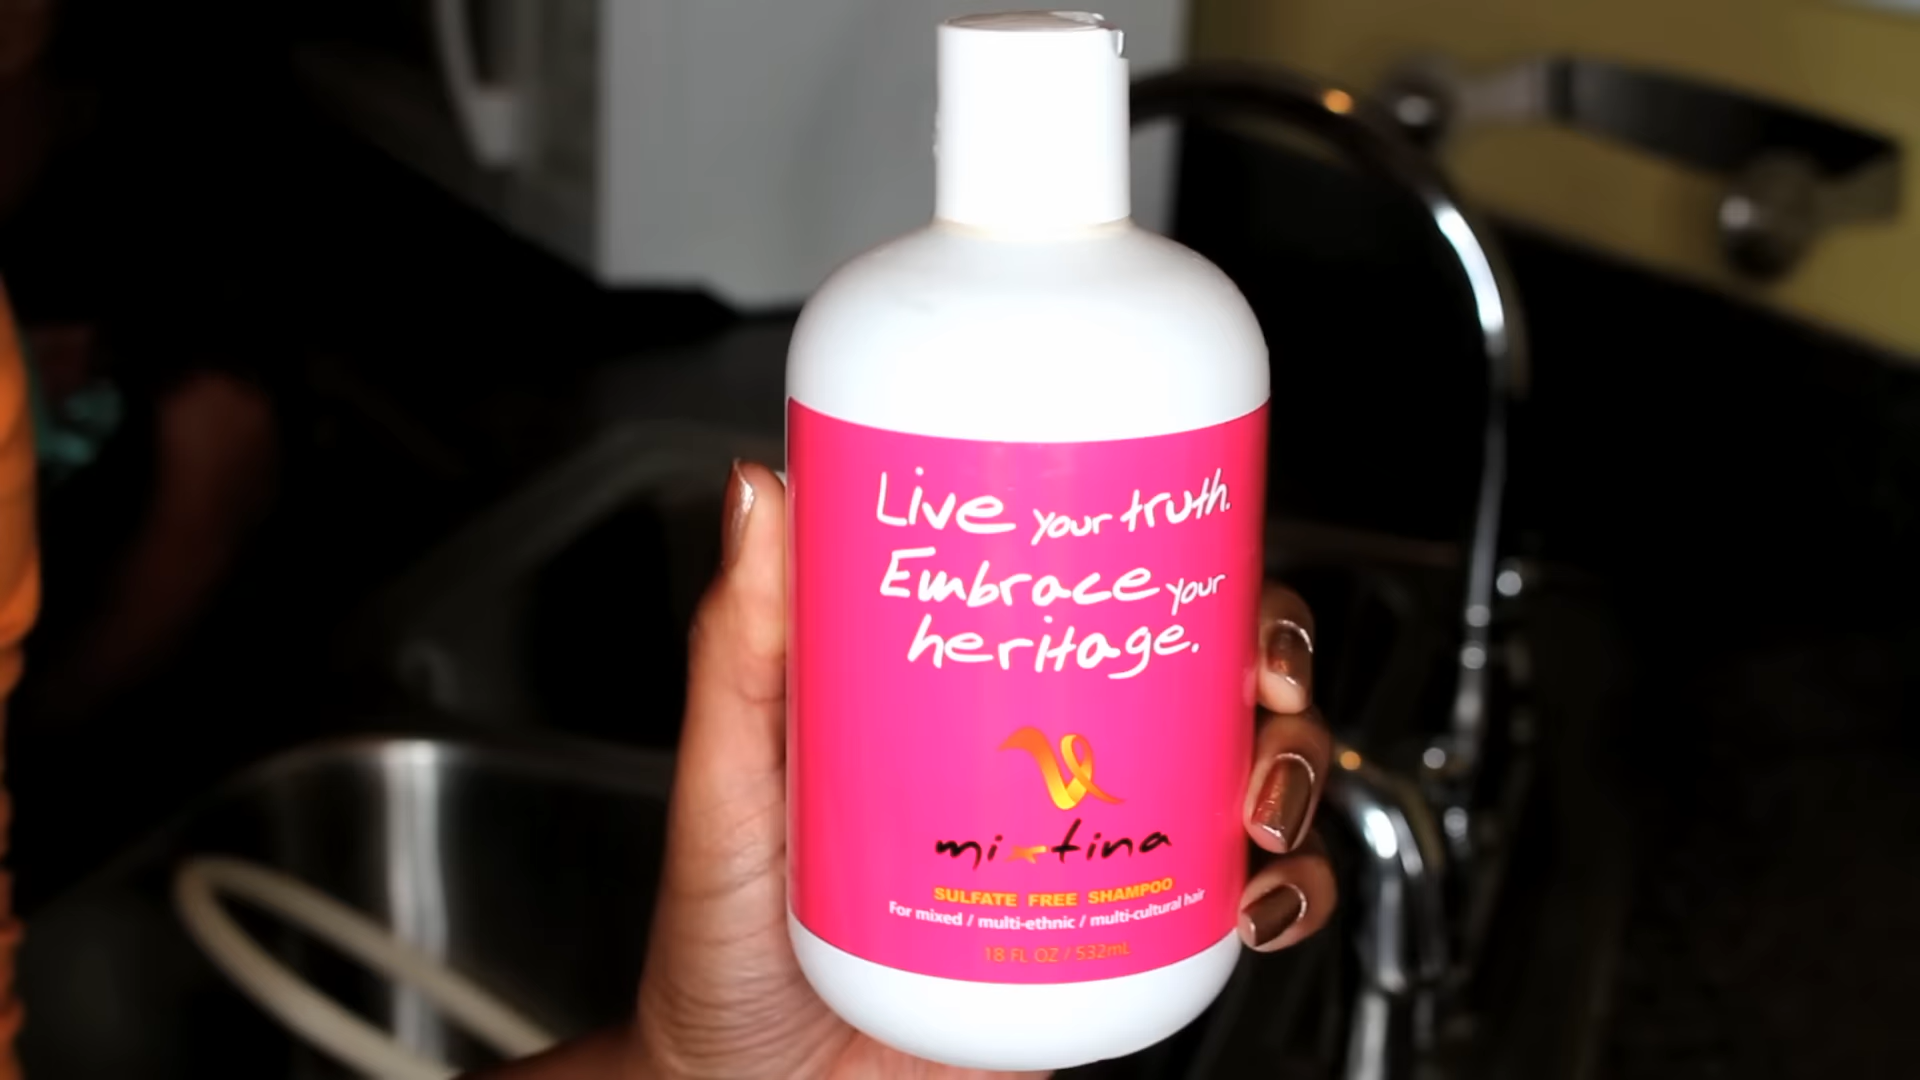 Live your truth.
Embrace your
heritage.
mixtina
SULFATE FREE SHAMPOO
For mixed / multi-ethnic / multi-cultural hair
18 FL OZ / 532mL